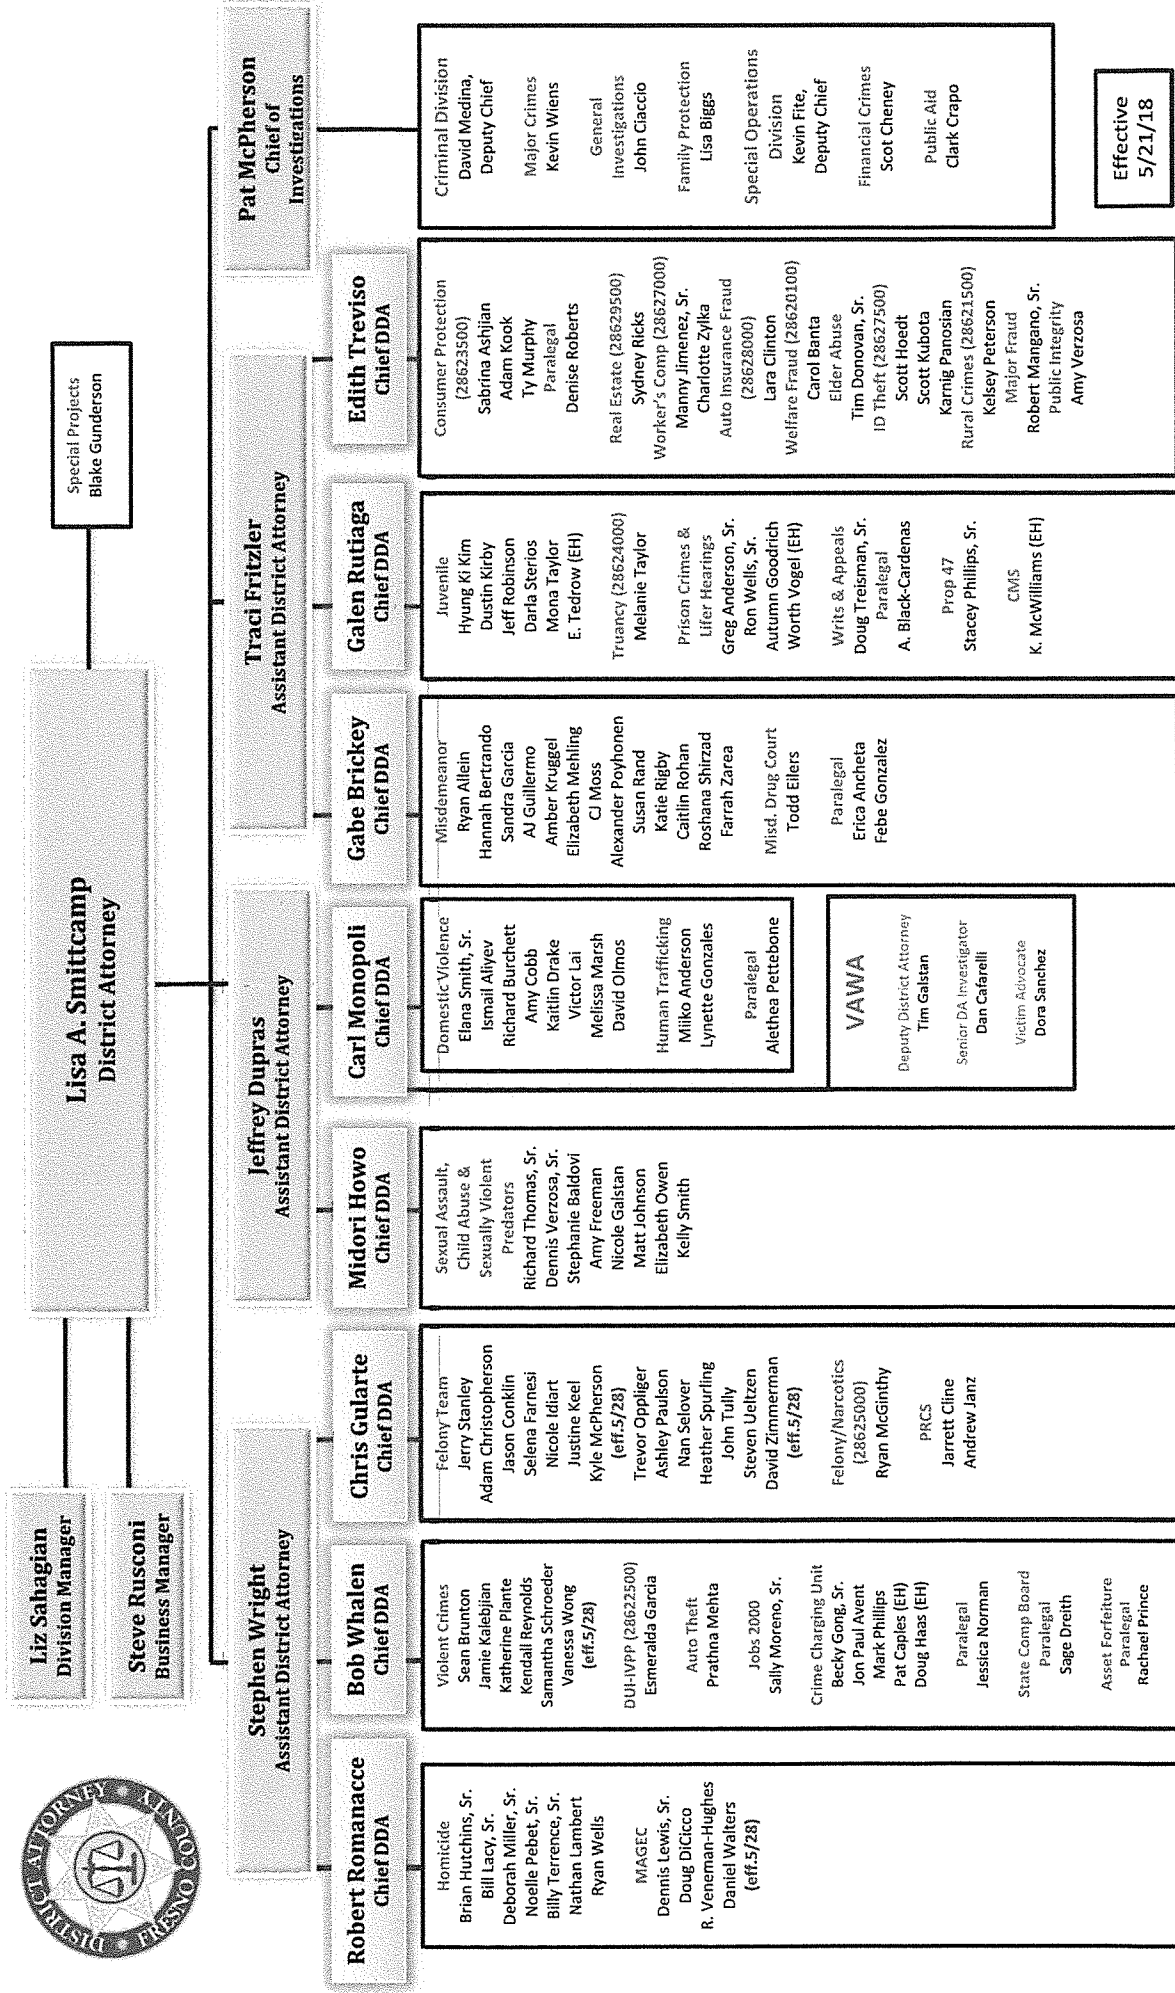 DISTRICT ATTORNEY
FRESNO COUNTY
Liz Sahagian
Division Manager
Steve Rusconi
Business Manager
Lisa A. Smittcamp
District Attorney
Special Projects
Blake Gunderson
Stephen Wright
Assistant District Attorney
Jeffrey Dupras
Assistant District Attorney
Traci Fritzler
Assistant District Attorney
Pat McPherson
Chief of
Investigations
Robert Romanacce
Chief DDA
Homicide
Brian Hutchins, Sr.
Bill Lacy, Sr.
Deborah Miller, Sr.
Noelle Pebet, Sr.
Billy Terrence, Sr.
Nathan Lambert
Ryan Wells
MAGEC
Dennis Lewis, Sr.
Doug DiCicco
R. Veneman-Hughes
Daniel Walters
(eff.5/28)
Bob Whalen
Chief DDA
Violent Crimes
Sean Brunton
Jamie Kalebjian
Katherine Plante
Kendall Reynolds
Samantha Schroeder
Vanessa Wong
(eff.5/28)
DUI-IVPP (28622500)
Esmeralda Garcia
Auto Theft
Prathna Mehta
Jobs 2000
Sally Moreno, Sr.
Crime Charging Unit
Becky Gong, Sr.
Jon Paul Avent
Mark Phillips
Pat Caples (EH)
Doug Haas (EH)
Paralegal
Jessica Norman
State Comp Board
Paralegal
Sage Dreith
Asset Forfeiture
Paralegal
Rachael Prince
Chris Gularte
Chief DDA
Felony Team
Jerry Stanley
Adam Christopherson
Jason Conklin
Selena Farnesi
Nicole Idiart
Justine Keel
Kyle McPherson
(eff.5/28)
Trevor Oppliger
Ashley Paulson
Nan Selover
Heather Spurling
John Tully
Steven Ueltzen
David Zimmerman
(eff.5/28)
Felony/Narcotics
(28625000)
Ryan McGinthy
PRCS
Jarrett Cline
Andrew Janz
Midori Howo
Chief DDA
Sexual Assault,
Child Abuse &
Sexually Violent
Predators
Richard Thomas, Sr.
Dennis Verzosa, Sr.
Stephanie Baldovi
Amy Freeman
Nicole Galstan
Matt Johnson
Elizabeth Owen
Kelly Smith
Carl Monopoli
Chief DDA
Domestic Violence
Elana Smith, Sr.
Ismail Aliyev
Richard Burchett
Amy Cobb
Kaitlin Drake
Victor Lai
Melissa Marsh
David Olmos
Human Trafficking
Miiko Anderson
Lynette Gonzales
Paralegal
Alethea Pettebone
VAWA
Deputy District Attorney
Tim Galstan
Senior DA Investigator
Dan Cafarelli
Victim Advocate
Dora Sanchez
Gabe Brickey
Chief DDA
Misdemeanor
Ryan Allein
Hannah Bertrando
Sandra Garcia
AJ Guillermo
Amber Kruggel
Elizabeth Mehling
CJ Moss
Alexander Poyhonen
Susan Rand
Katie Rigby
Caitlin Rohan
Roshana Shirzad
Farrah Zarea
Misd. Drug Court
Todd Eilers
Paralegal
Erica Ancheta
Febe Gonzalez
Galen Rutiaga
Chief DDA
Juvenile
Hyung Ki Kim
Dustin Kirby
Jeff Robinson
Darla Sterios
Mona Taylor
E. Tedrow (EH)
Truancy (28624000)
Melanie Taylor
Prison Crimes &
Lifer Hearings
Greg Anderson, Sr.
Ron Wells, Sr.
Autumn Goodrich
Worth Vogel (EH)
Writs & Appeals
Doug Treisman, Sr.
Paralegal
A. Black-Cardenas
Prop 47
Stacey Phillips, Sr.
CMS
K. McWilliams (EH)
Edith Treviso
Chief DDA
Consumer Protection
(28623500)
Sabrina Ashjian
Adam Kook
Ty Murphy
Paralegal
Denise Roberts
Real Estate (28629500)
Sydney Ricks
Worker's Comp (28627000)
Manny Jimenez, Sr.
Charlotte Zylka
Auto Insurance Fraud
(28628000)
Lara Clinton
Welfare Fraud (28620100)
Carol Banta
Elder Abuse
Tim Donovan, Sr.
ID Theft (28627500)
Scott Hoedt
Scott Kubota
Karnig Panosian
Rural Crimes (28621500)
Kelsey Peterson
Major Fraud
Robert Mangano, Sr.
Public Integrity
Amy Verzosa
Criminal Division
David Medina,
Deputy Chief
Major Crimes
Kevin Wiens
General
Investigations
John Ciaccio
Family Protection
Lisa Biggs
Special Operations
Division
Kevin Fite,
Deputy Chief
Financial Crimes
Scot Cheney
Public Aid
Clark Crapo
Effective
5/21/18